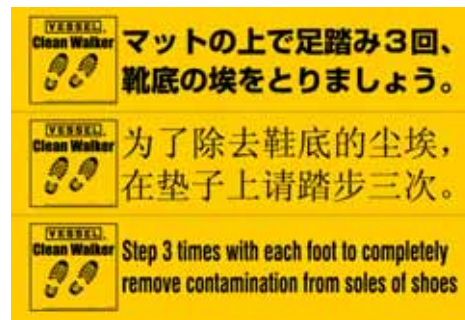 VESSEL.
Clean Walker
マットの上で足踏み3回、
靴底の埃をとりましょう。
VESSEL.
Clean Walker
为了除去鞋底的尘埃，
在垫子上请踏步三次。
VESSEL.
Clean Walker
Step 3 times with each foot to completely
remove contamination from soles of shoes